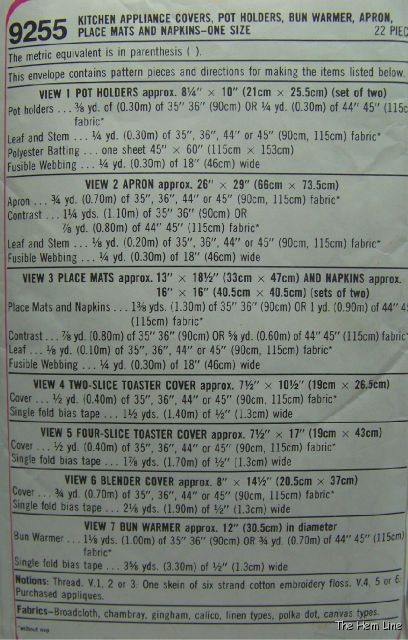 9255 KITCHEN APPLIANCE COVERS, POT HOLDERS, BUN WARMER, APRON,
PLACE MATS AND NAPKINS—ONE SIZE 22 PIEC
The metric equivalent is in parenthesis ( ).
This envelope contains pattern pieces and directions for making the items listed below.
VIEW 1 POT HOLDERS approx. 8¼" × 10" (21cm × 25.5cm) (set of two)
Pot holders ... ⅜ yd. of (0.30m) of 35" 36" (90cm) OR ¼ yd. (0.30m) of 44" 45" (115c
fabric*
Leaf and Stem ... ¼ yd. (0.30m) of 35", 36", 44" or 45" (90cm, 115cm) fabric*
Polyester Batting ... one sheet 45" × 60" (115cm × 153cm)
Fusible Webbing ... ¼ yd. (0.30m) of 18" (46cm) wide
VIEW 2 APRON approx. 26" × 29" (66cm × 73.5cm)
Apron ... ¾ yd. (0.70m) of 35", 36", 44" or 45" (90cm, 115cm) fabric*
Contrast ... 1¼ yds. (1.10m) of 35" 36" (90cm) OR
⅞ yd. (0.80m) of 44" 45" (115cm) fabric*
Leaf and Stem ... ⅛ yd. (0.20m) of 35", 36", 44" or 45" (90cm, 115cm) fabric*
Fusible Webbing ... ¼ yd. (0.30m) of 18" (46cm) wide
VIEW 3 PLACE MATS approx. 13" × 18½" (33cm × 47cm) AND NAPKINS approx.
16" × 16" (40.5cm × 40.5cm) (sets of two)
Place Mats and Napkins ... 1⅜ yds. (1.30m) of 35" 36" (90cm) OR 1 yd. (0.90m) of 44" 45
(115cm) fabric*
Contrast ... ⅞ yd. (0.80m) of 35" 36" (90cm) OR ⅝ yd. (0.60m) of 44" 45" (115cm) fabric*
Leaf ... ⅛ yd. (0.10m) of 35", 36", 44" or 45" (90cm, 115cm) fabric*
Fusible Webbing ... ¼ yd. (0.30m) of 18" (46cm) wide
VIEW 4 TWO-SLICE TOASTER COVER approx. 7½" × 10½" (19cm × 26.5cm)
Cover ... ½ yd. (0.40m) of 35", 36", 44" or 45" (90cm, 115cm) fabric*
Single fold bias tape ... 1½ yds. (1.40m) of ½" (1.3cm) wide
VIEW 5 FOUR-SLICE TOASTER COVER approx. 7½" × 17" (19cm × 43cm)
Cover ... ½ yd. (0.40m) of 35", 36", 44" or 45" (90cm, 115cm) fabric*
Single fold bias tape ... 1⅞ yds. (1.70m) of ½" (1.3cm) wide
VIEW 6 BLENDER COVER approx. 8" × 14½" (20.5cm × 37cm)
Cover ... ¾ yd. (0.70m) of 35", 36", 44" or 45" (90cm, 115cm) fabric*
Single fold bias tape ... 2⅛ yds. (1.90m) of ½" (1.3cm) wide
VIEW 7 BUN WARMER approx. 12" (30.5cm) in diameter
Bun Warmer ... 1⅛ yds. (1.00m) of 35" 36" (90cm) OR ¾ yd. (0.70m) of 44" 45" (115cm)
fabric*
Single fold bias tape ... 3⅝ yds. (3.30m) of ½" (1.3cm) wide
Notions: Thread. V.1, 2 or 3: One skein of six strand cotton embroidery floss. V.4, 5 or 6:
Purchased appliques.
Fabrics—Broadcloth, chambray, gingham, calico, linen types, polka dot, canvas types.
*without nap
The Hem Line